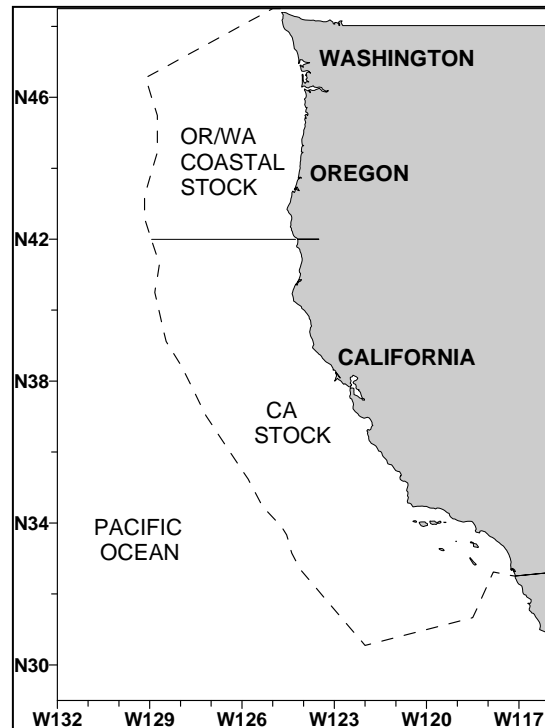 WASHINGTON
N46
OR/WA
COASTAL
STOCK
OREGON
N42
CALIFORNIA
N38
CA
STOCK
N34
PACIFIC
OCEAN
N30
W132 W129 W126 W123 W120 W117